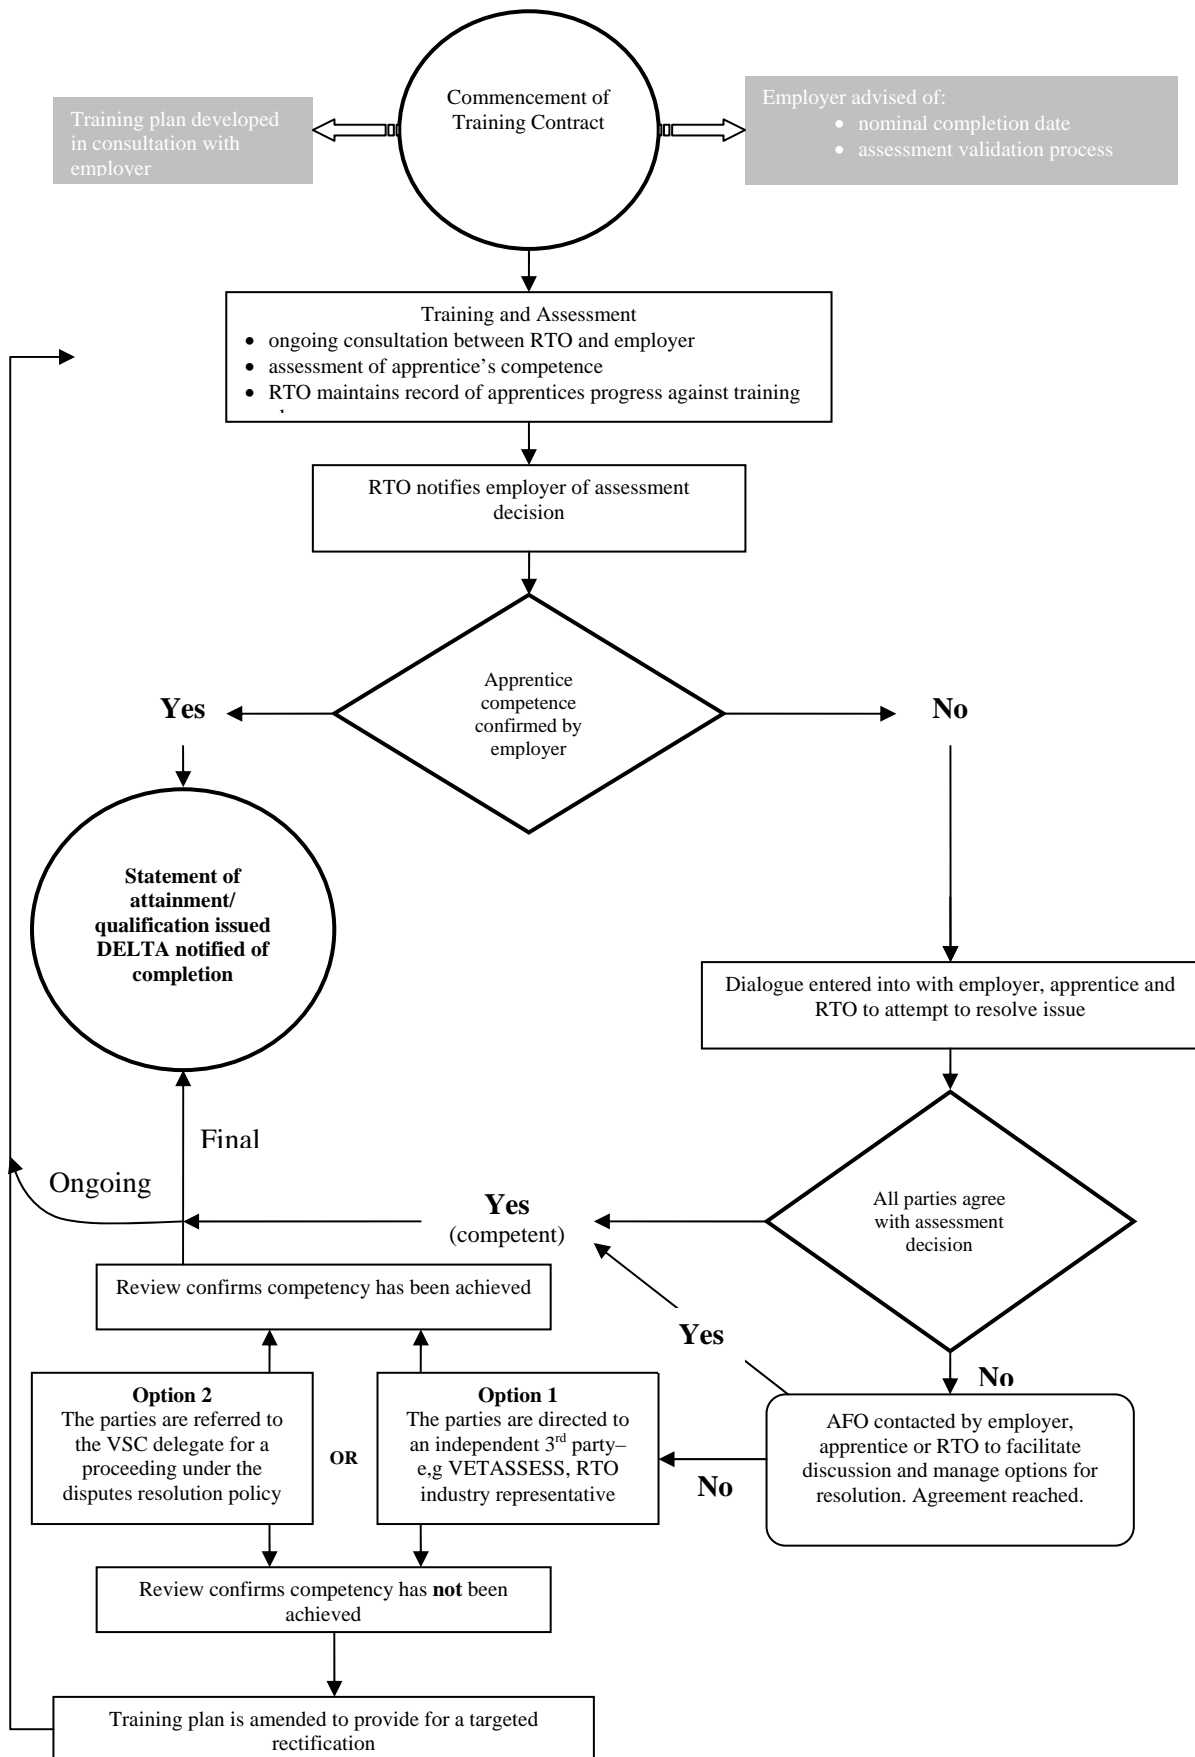 Commencement of
Training Contract
Training plan developed
in consultation with
employer
Employer advised of:
• nominal completion date
• assessment validation process
Training and Assessment
• ongoing consultation between RTO and employer
• assessment of apprentice’s competence
• RTO maintains record of apprentices progress against training
RTO notifies employer of assessment
decision
Apprentice
competence
confirmed by
employer
Yes
No
Statement of
attainment/
qualification issued
DELTA notified of
completion
Dialogue entered into with employer, apprentice and
RTO to attempt to resolve issue
All parties agree
with assessment
decision
Final
Ongoing
Yes
(competent)
Review confirms competency has been achieved
Yes
No
Option 2
The parties are referred to
the VSC delegate for a
proceeding under the
disputes resolution policy
OR
Option 1
The parties are directed to
an independent 3rd party–
e,g VETASSESS, RTO
industry representative
No
AFO contacted by employer,
apprentice or RTO to facilitate
discussion and manage options for
resolution. Agreement reached.
Review confirms competency has not been
achieved
Training plan is amended to provide for a targeted
rectification